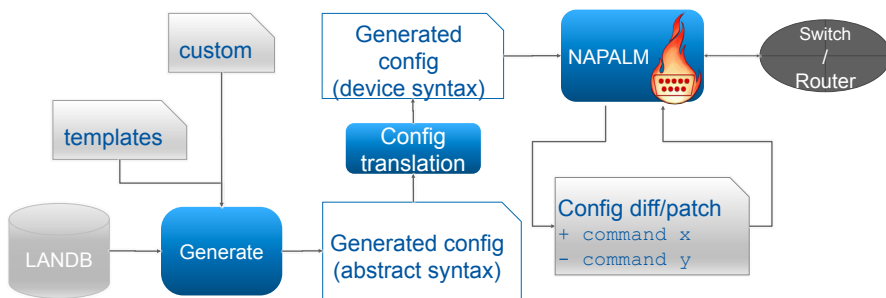 custom
templates
LANDB
Generate
Generated config
(abstract syntax)
Config
translation
Generated
config
(device syntax)
NAPALM
Switch
/
Router
Config diff/patch
+ command x
- command y